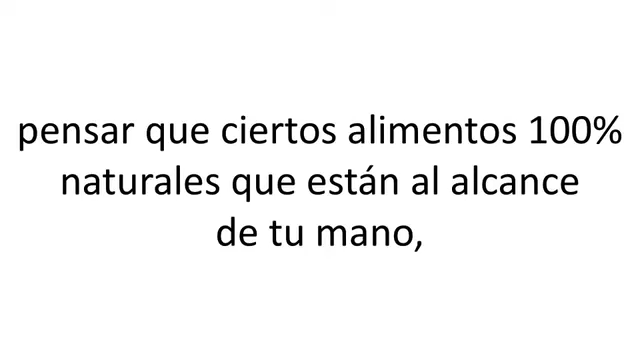 pensar que ciertos alimentos 100%
naturales que están al alcance
de tu mano,